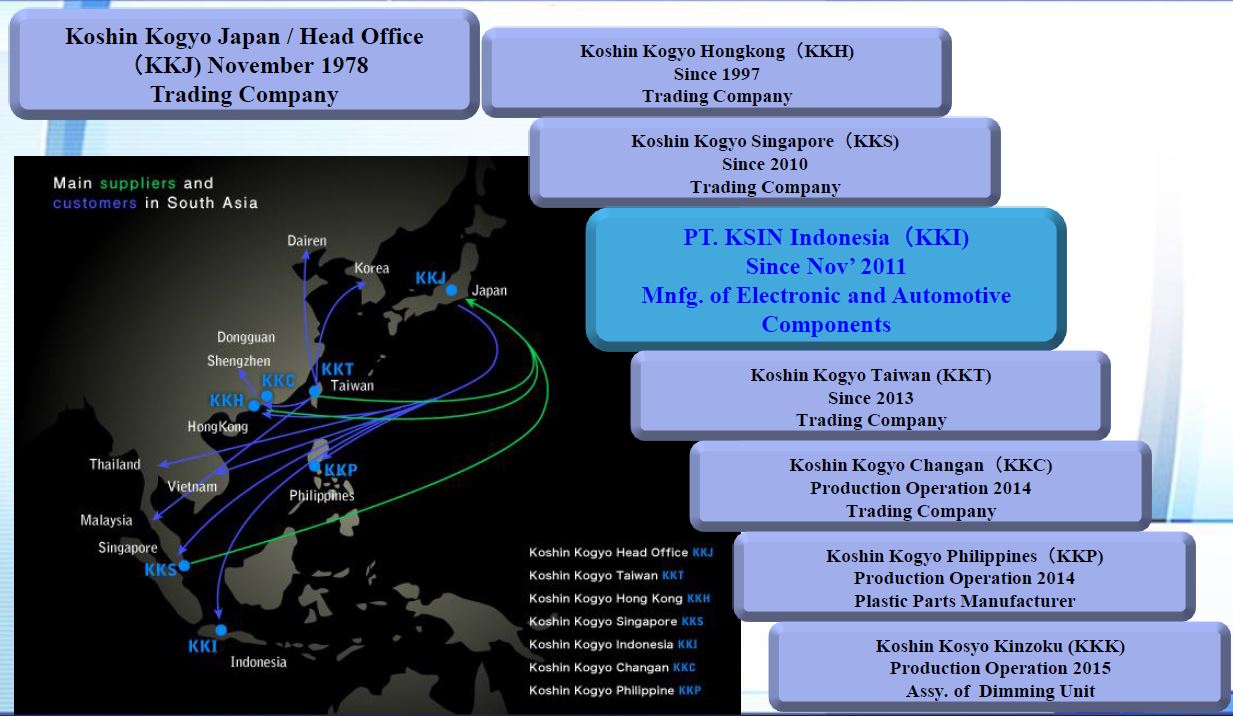 Koshin Kogyo Japan / Head Office
（KKJ) November 1978
Trading Company
Koshin Kogyo Hongkong（KKH)
Since 1997
Trading Company
Koshin Kogyo Singapore（KKS)
Since 2010
Trading Company
PT. KSIN Indonesia（KKI)
Since Nov’ 2011
Mnfg. of Electronic and Automotive
Components
Koshin Kogyo Taiwan (KKT)
Since 2013
Trading Company
Koshin Kogyo Changan（KKC)
Production Operation 2014
Trading Company
Koshin Kogyo Philippines（KKP)
Production Operation 2014
Plastic Parts Manufacturer
Koshin Kosyo Kinzoku (KKK)
Production Operation 2015
Assy. of Dimming Unit
Main suppliers and
customers in South Asia
Dairen
Korea
KKJ
Japan
Dongguan
Shengzhen
KKC
KKT
Taiwan
KKH
HongKong
Thailand
KKP
Vietnam
Philippines
Malaysia
Singapore
KKS
KKI
Indonesia
Koshin Kogyo Head Office KKJ
Koshin Kogyo Taiwan KKT
Koshin Kogyo Hong Kong KKH
Koshin Kogyo Singapore KKS
Koshin Kogyo Indonesia KKI
Koshin Kogyo Changan KKC
Koshin Kogyo Philippine KKP